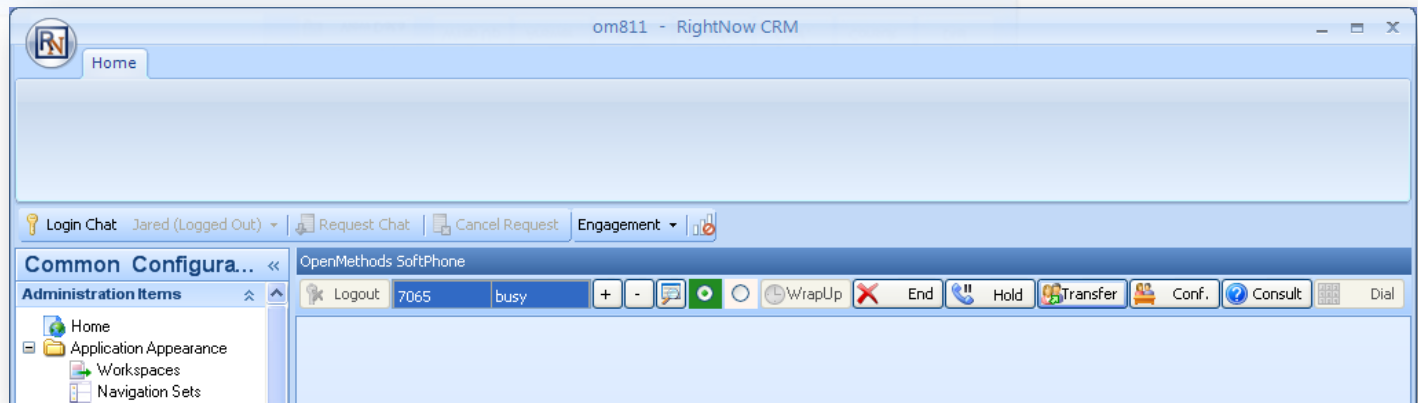 om811 - RightNow CRM
RN
Home
Login Chat Jared (Logged Out) Request Chat Cancel Request Engagement
Common Configura... «
OpenMethods SoftPhone
Administration Items
Logout 7065 busy + - WrapUp End Hold Transfer Conf. Consult Dial
Home
Application Appearance
Workspaces
Navigation Sets